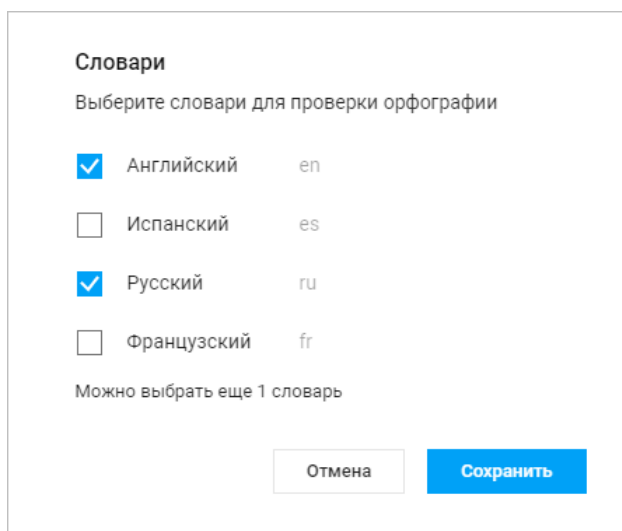 Словари
Выберите словари для проверки орфографии
Английский en
Испанский es
Русский ru
Французский fr
Можно выбрать еще 1 словарь
Отмена Сохранить